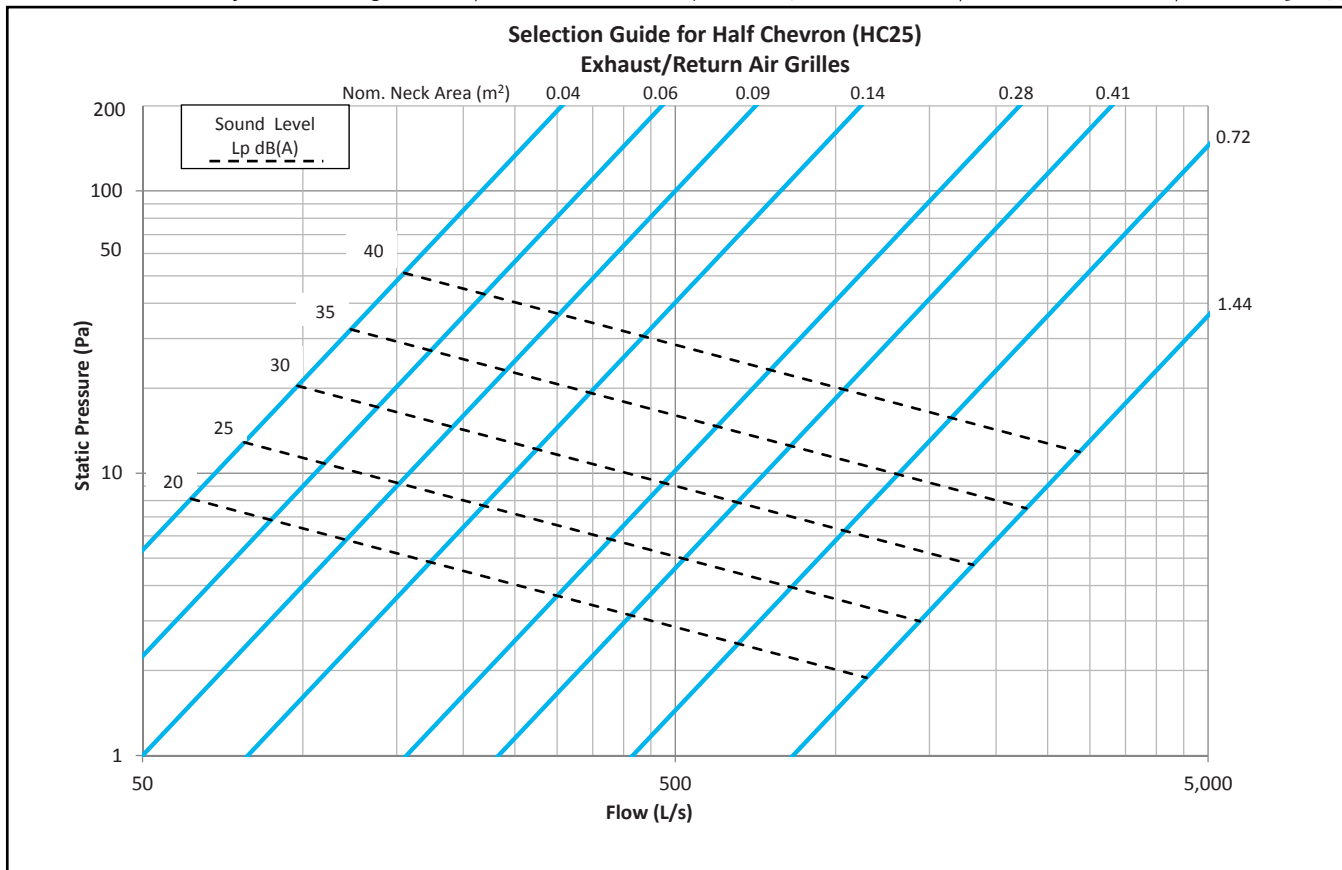 Selection Guide for Half Chevron (HC25)
Exhaust/Return Air Grilles
Nom. Neck Area (m²) 0.04 0.06 0.09 0.14 0.28 0.41
0.72
1.44
Sound Level
Lp dB(A)
200
100
50
10
1
40
35
30
25
20
Static Pressure (Pa)
50 500 5,000
Flow (L/s)